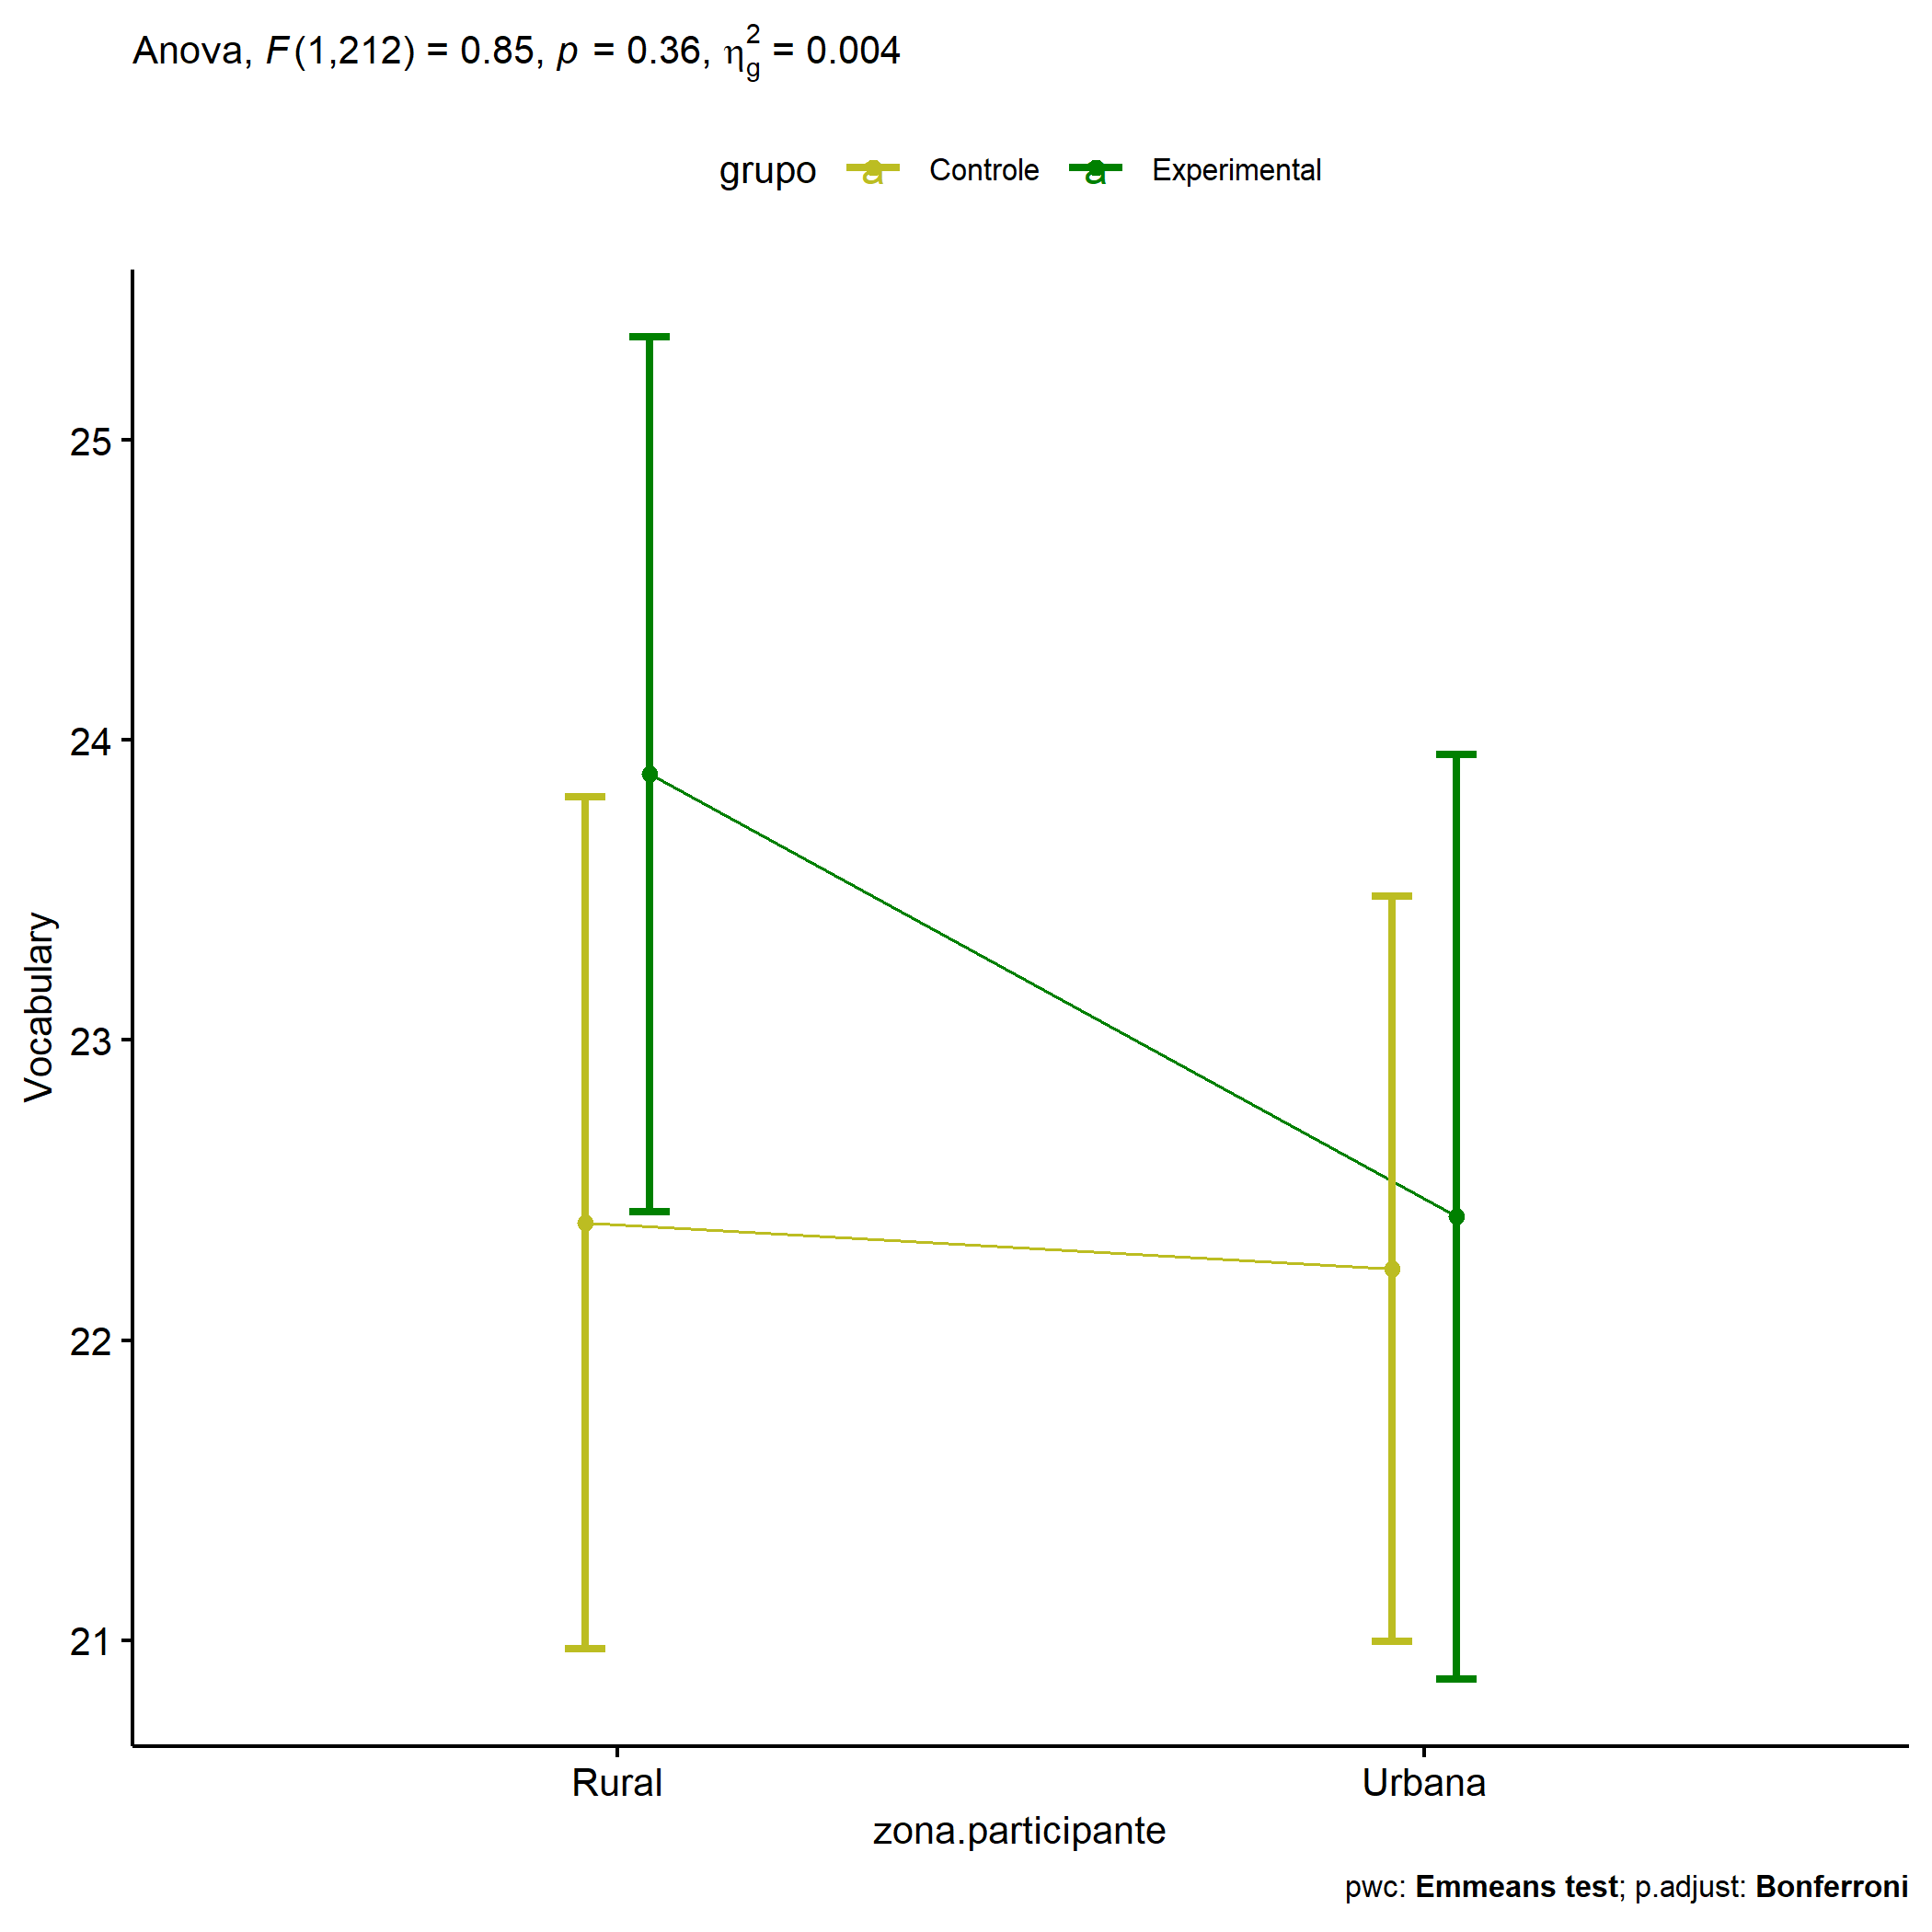 Anova, F(1,212) = 0.85, p = 0.36, η²g = 0.004
grupo a Controle a Experimental
25
24
23
22
21
Vocabulary
Rural Urbana
zona.participante
pwc: Emmeans test; p.adjust: Bonferroni